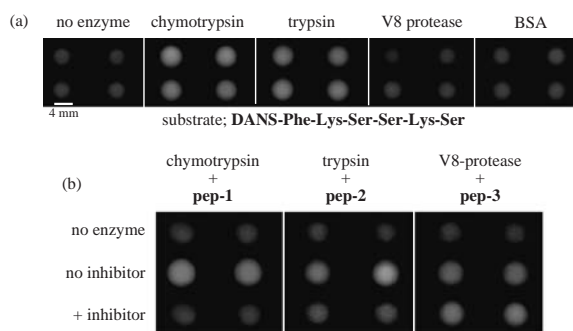 (a)
no enzyme chymotrypsin trypsin V8 protease BSA
4 mm
substrate; DANS-Phe-Lys-Ser-Ser-Lys-Ser
(b)
chymotrypsin trypsin V8-protease
+ + +
pep-1 pep-2 pep-3
no enzyme
no inhibitor
+ inhibitor